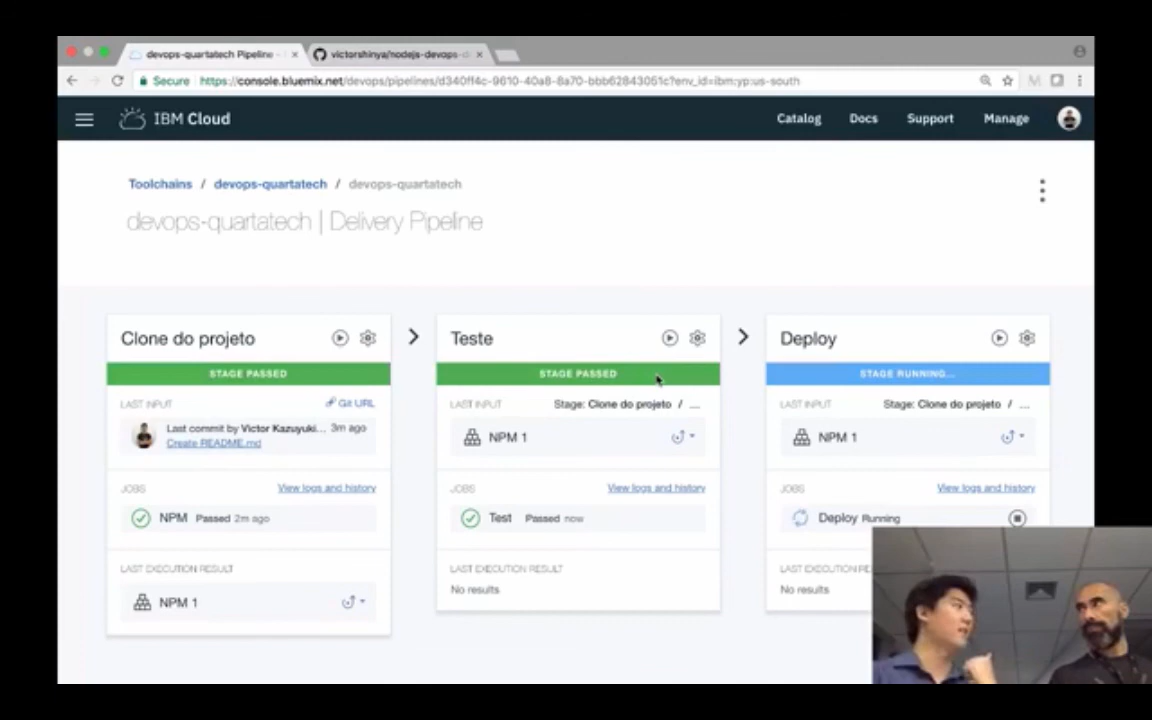 devops-quartatech Pipeline
victorshinya/nodejs-devops
Secure
https://console.bluemix.net/devops/pipelines/d340ff4c-9610-40a8-8a70-bbb62843061c?env_id=ibm:yp:us-south
IBM Cloud
Catalog
Docs
Support
Manage
Toolchains / devops-quartatech / devops-quartatech
devops-quartatech | Delivery Pipeline
Clone do projeto
STAGE PASSED
LAST INPUT
Git URL
Last commit by Victor Kazuyuki... 3m ago
Create README.md
JOBS
View logs and history
NPM Passed 2m ago
LAST EXECUTION RESULT
NPM 1
Teste
STAGE PASSED
LAST INPUT
Stage: Clone do projeto / ...
NPM 1
JOBS
View logs and history
Test Passed now
LAST EXECUTION RESULT
No results
Deploy
STAGE RUNNING...
LAST INPUT
Stage: Clone do projeto / ...
NPM 1
JOBS
View logs and history
Deploy Running
LAST EXECUTION RE
No results